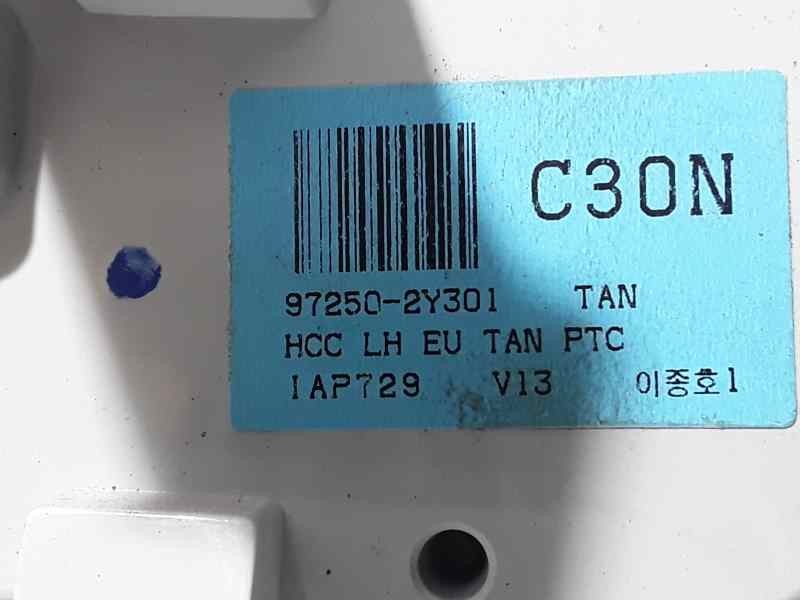 C30N
97250-2Y301 TAN
HCC LH EU TAN PTC
IAP729 V13 이종호1